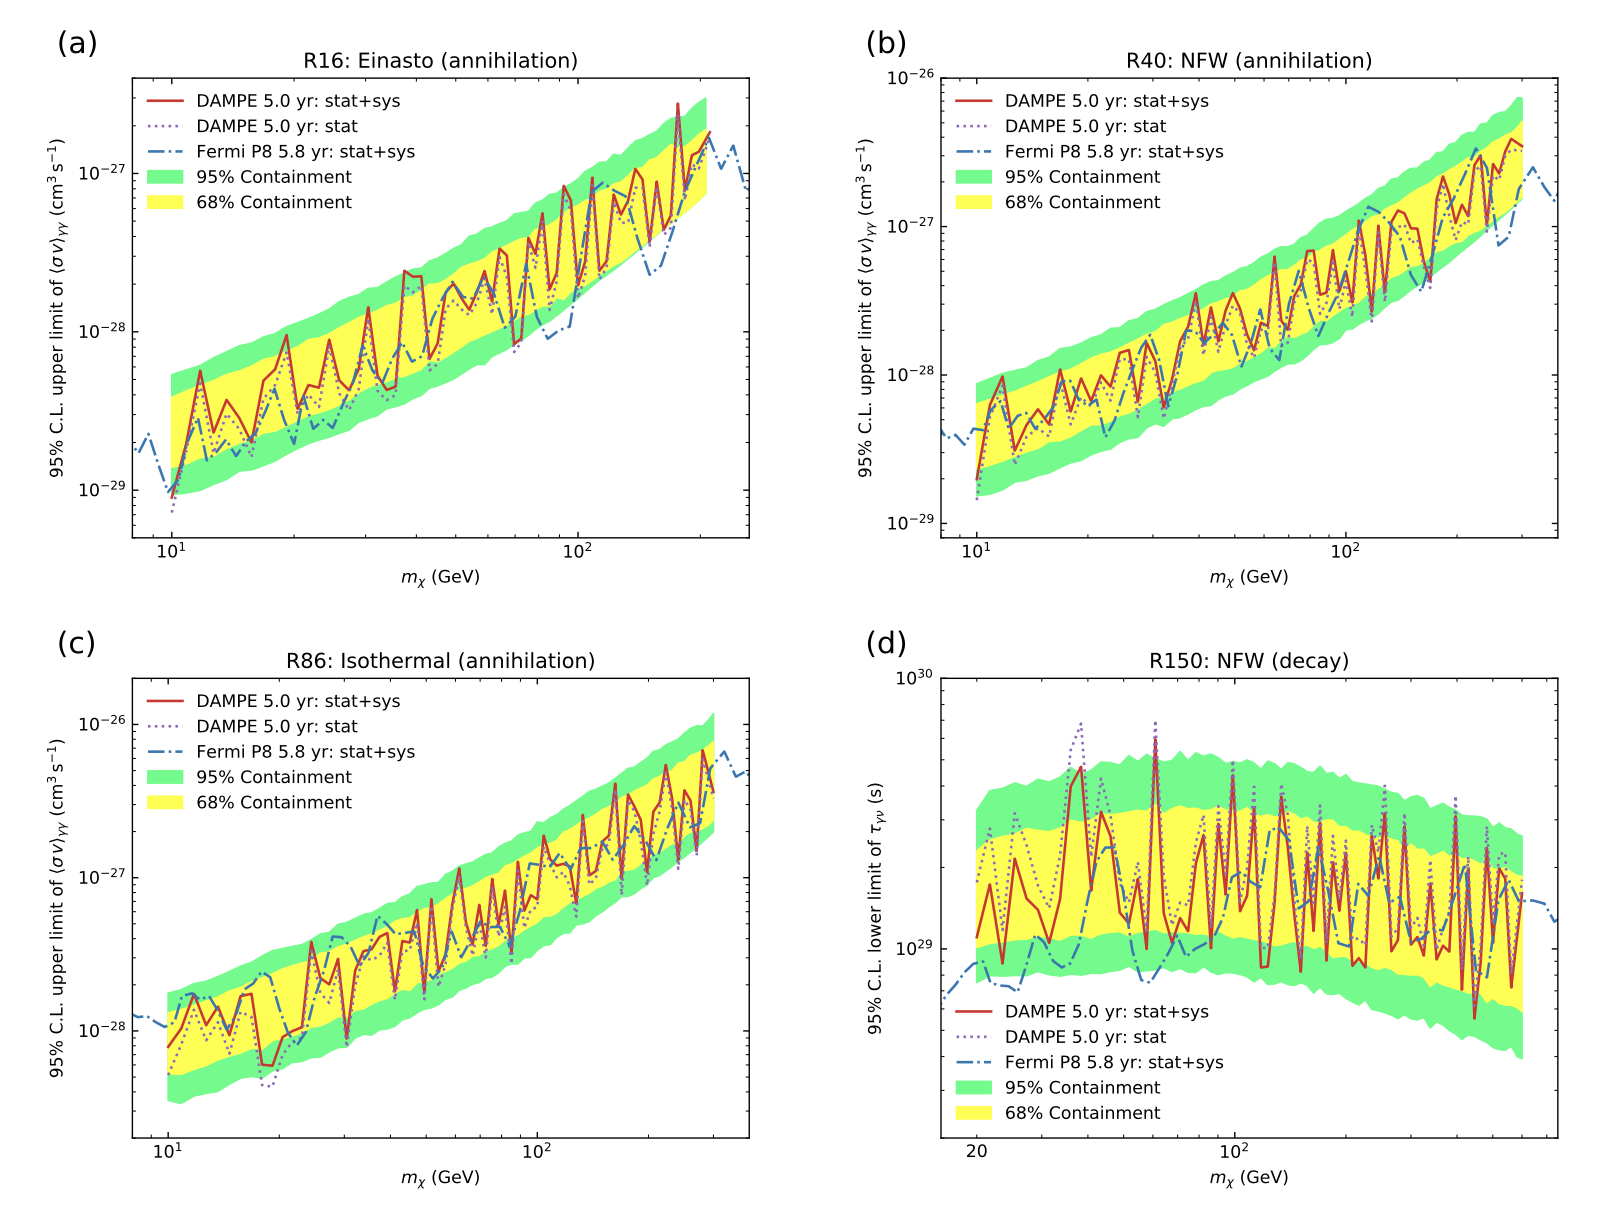 (a)
R16: Einasto (annihilation)
DAMPE 5.0 yr: stat+sys
DAMPE 5.0 yr: stat
Fermi P8 5.8 yr: stat+sys
95% Containment
68% Containment
95% C.L. upper limit of ⟨σv⟩γγ (cm³ s⁻¹)
10⁻²⁷
10⁻²⁸
10⁻²⁹
10¹
10²
mχ (GeV)
(b)
R40: NFW (annihilation)
DAMPE 5.0 yr: stat+sys
DAMPE 5.0 yr: stat
Fermi P8 5.8 yr: stat+sys
95% Containment
68% Containment
95% C.L. upper limit of ⟨σv⟩γγ (cm³ s⁻¹)
10⁻²⁶
10⁻²⁷
10⁻²⁸
10⁻²⁹
10¹
10²
mχ (GeV)
(c)
R86: Isothermal (annihilation)
DAMPE 5.0 yr: stat+sys
DAMPE 5.0 yr: stat
Fermi P8 5.8 yr: stat+sys
95% Containment
68% Containment
95% C.L. upper limit of ⟨σv⟩γγ (cm³ s⁻¹)
10⁻²⁶
10⁻²⁷
10⁻²⁸
10¹
10²
mχ (GeV)
(d)
R150: NFW (decay)
95% C.L. lower limit of τγν (s)
10³⁰
10²⁹
DAMPE 5.0 yr: stat+sys
DAMPE 5.0 yr: stat
Fermi P8 5.8 yr: stat+sys
95% Containment
68% Containment
20
10²
mχ (GeV)